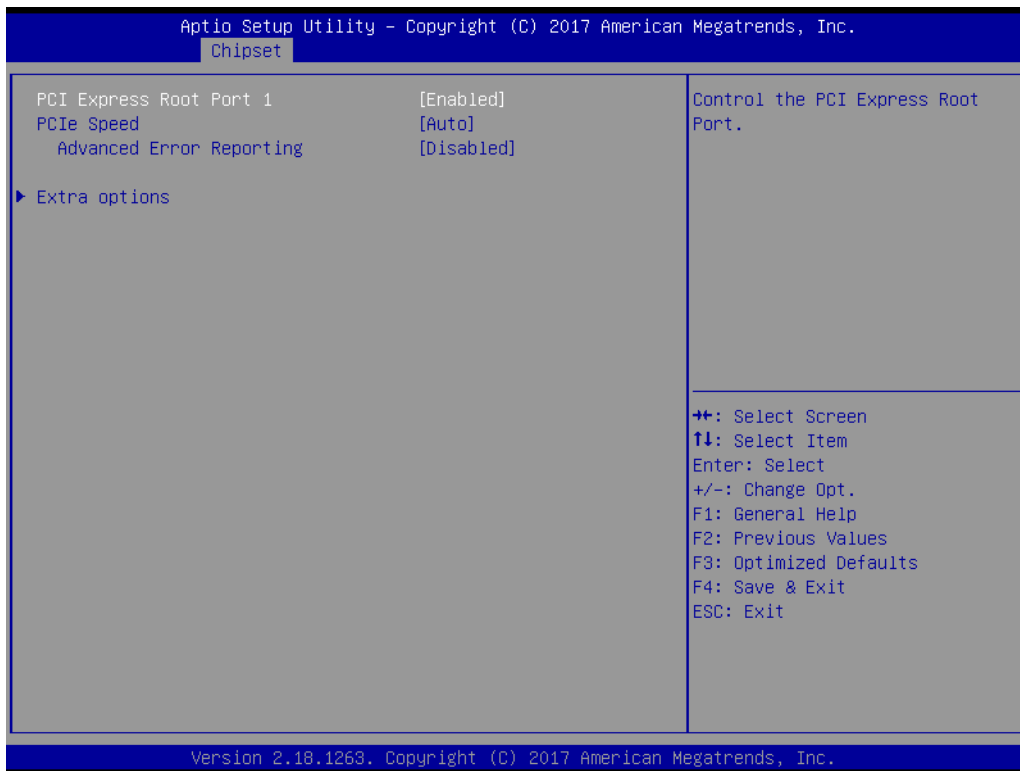 Aptio Setup Utility – Copyright (C) 2017 American Megatrends, Inc.
Chipset
PCI Express Root Port 1 [Enabled]
PCIe Speed [Auto]
Advanced Error Reporting [Disabled]
Extra options
Control the PCI Express Root
Port.
→←: Select Screen
↑↓: Select Item
Enter: Select
+/-: Change Opt.
F1: General Help
F2: Previous Values
F3: Optimized Defaults
F4: Save & Exit
ESC: Exit
Version 2.18.1263. Copyright (C) 2017 American Megatrends, Inc.